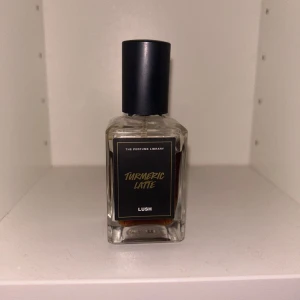 THE PERFUME LIBRARY
TURMERIC
LATTE
LUSH